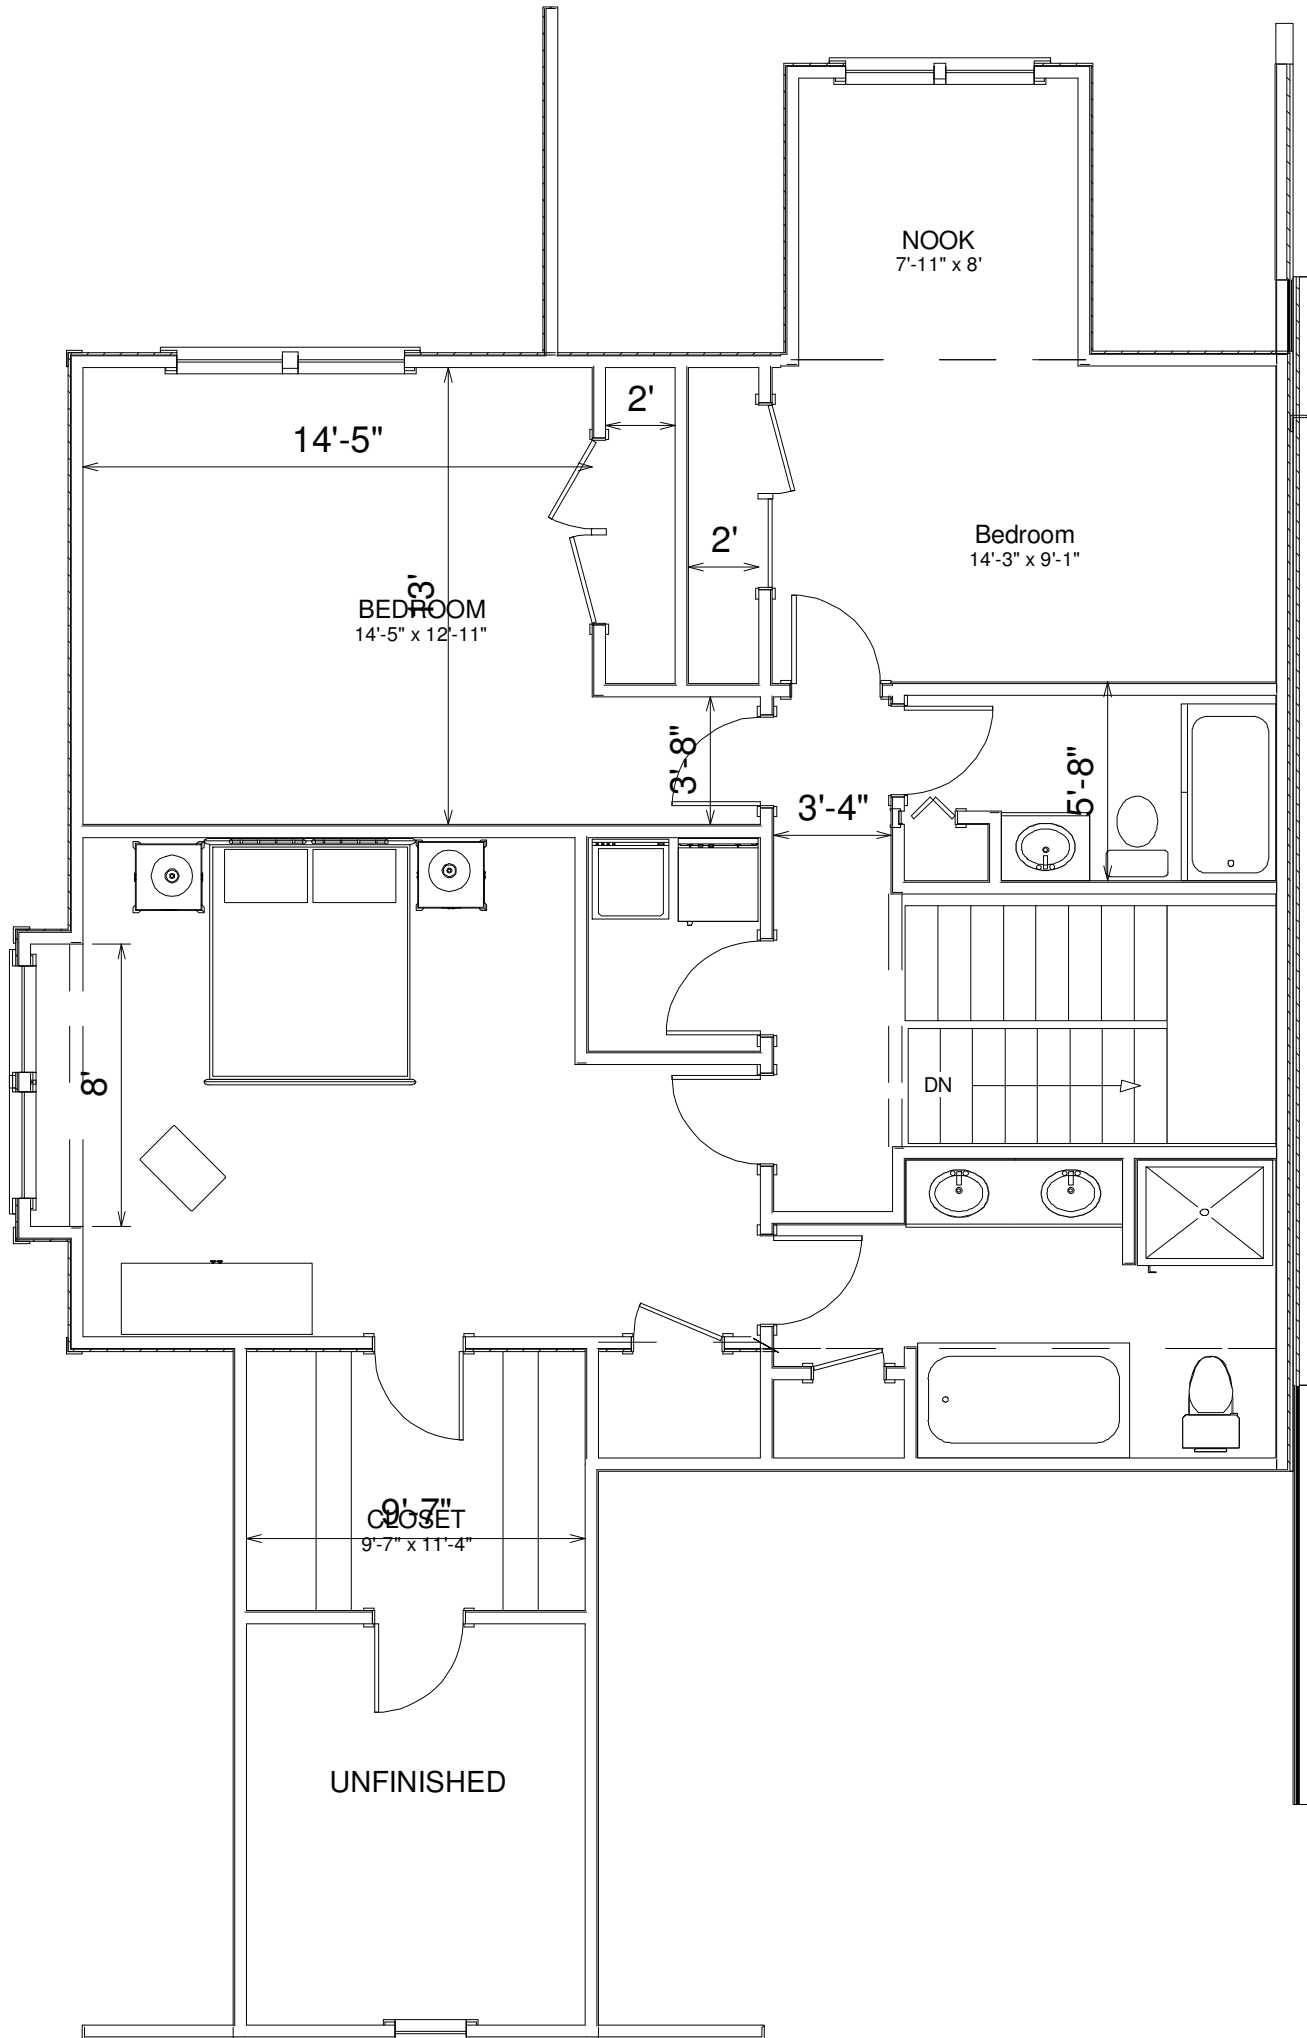 NOOK
7'-11" x 8'
2'
14'-5"
2'
Bedroom
14'-3" x 9'-1"
13'
BEDROOM
14'-5" x 12'-11"
3'-8"
5'-8"
3'-4"
8'
DN
9'-7"
CLOSET
9'-7" x 11'-4"
UNFINISHED